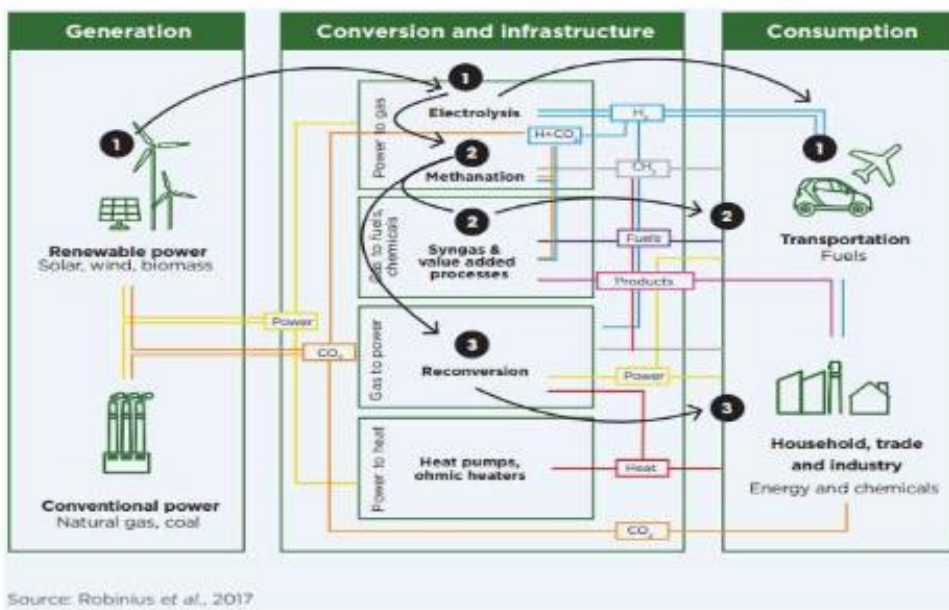 Generation
Conversion and infrastructure
Consumption
1
1
Power to gas
Electrolysis
H₂
H+CO₂
2
Methanation
CH₄
1
Renewable power
Solar, wind, biomass
Gas to fuels,
chemicals
2
Syngas &
value added
processes
Fuels
Products
2
Transportation
Fuels
Power
CO₂
Gas to power
3
Reconversion
Power
3
Conventional power
Natural gas, coal
Power to heat
Heat pumps,
ohmic heaters
Heat
CO₂
Household, trade
and industry
Energy and chemicals
Source: Robinius et al., 2017